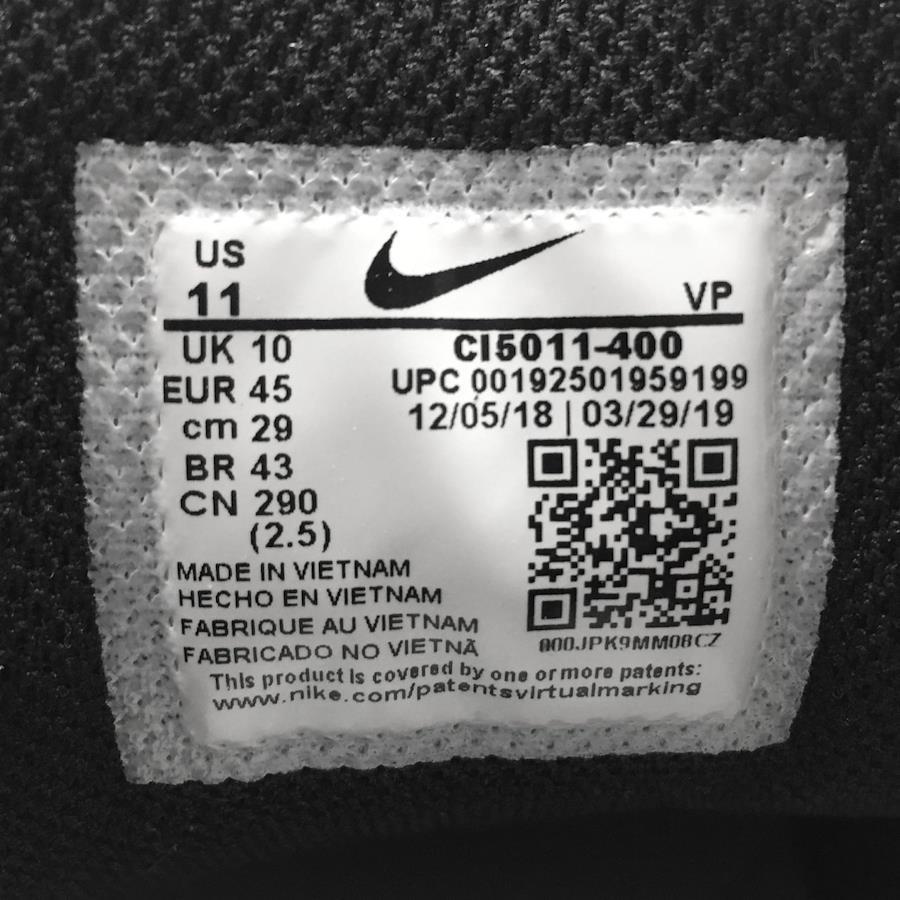 US
11
VP
UK 10
CI5011-400
EUR 45
UPC 00192501959199
cm 29
12/05/18 | 03/29/19
BR 43
CN 290
(2.5)
MADE IN VIETNAM
HECHO EN VIETNAM
FABRIQUE AU VIETNAM
FABRICADO NO VIETNÃ
000JPK9MM08CZ
This product is covered by one or more patents:
www.nike.com/patentsvirtualmarking